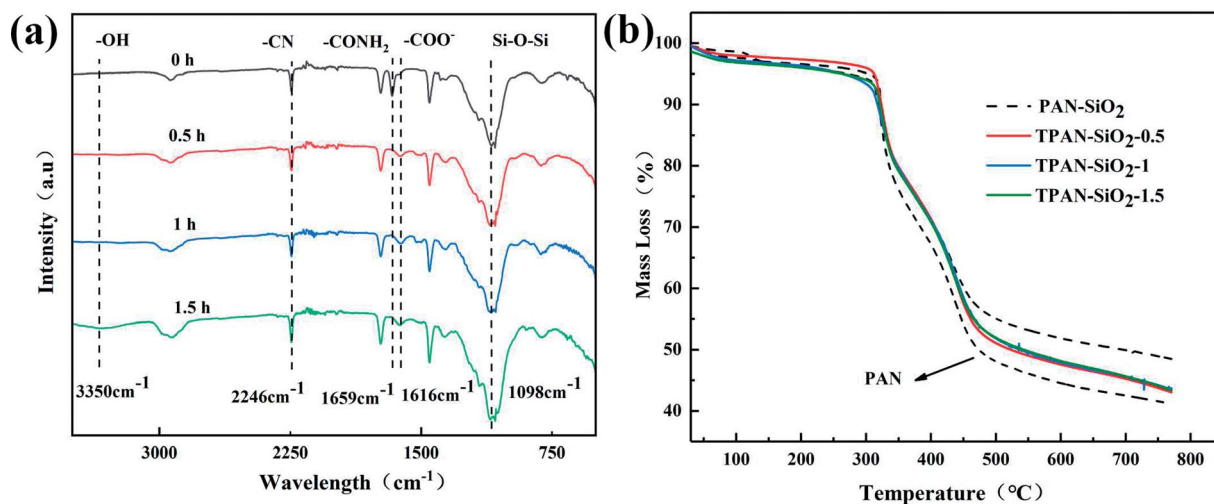 (a)
-OH
-CN
-CONH₂
-COO⁻
Si-O-Si
0 h
0.5 h
1 h
1.5 h
3350cm⁻¹
2246cm⁻¹
1659cm⁻¹
1616cm⁻¹
1098cm⁻¹
Intensity (a.u)
3000
2250
1500
750
Wavelength (cm⁻¹)
(b)
100
90
80
70
60
50
40
Mass Loss (%)
PAN-SiO₂
TPAN-SiO₂-0.5
TPAN-SiO₂-1
TPAN-SiO₂-1.5
PAN
100
200
300
400
500
600
700
800
Temperature (℃)